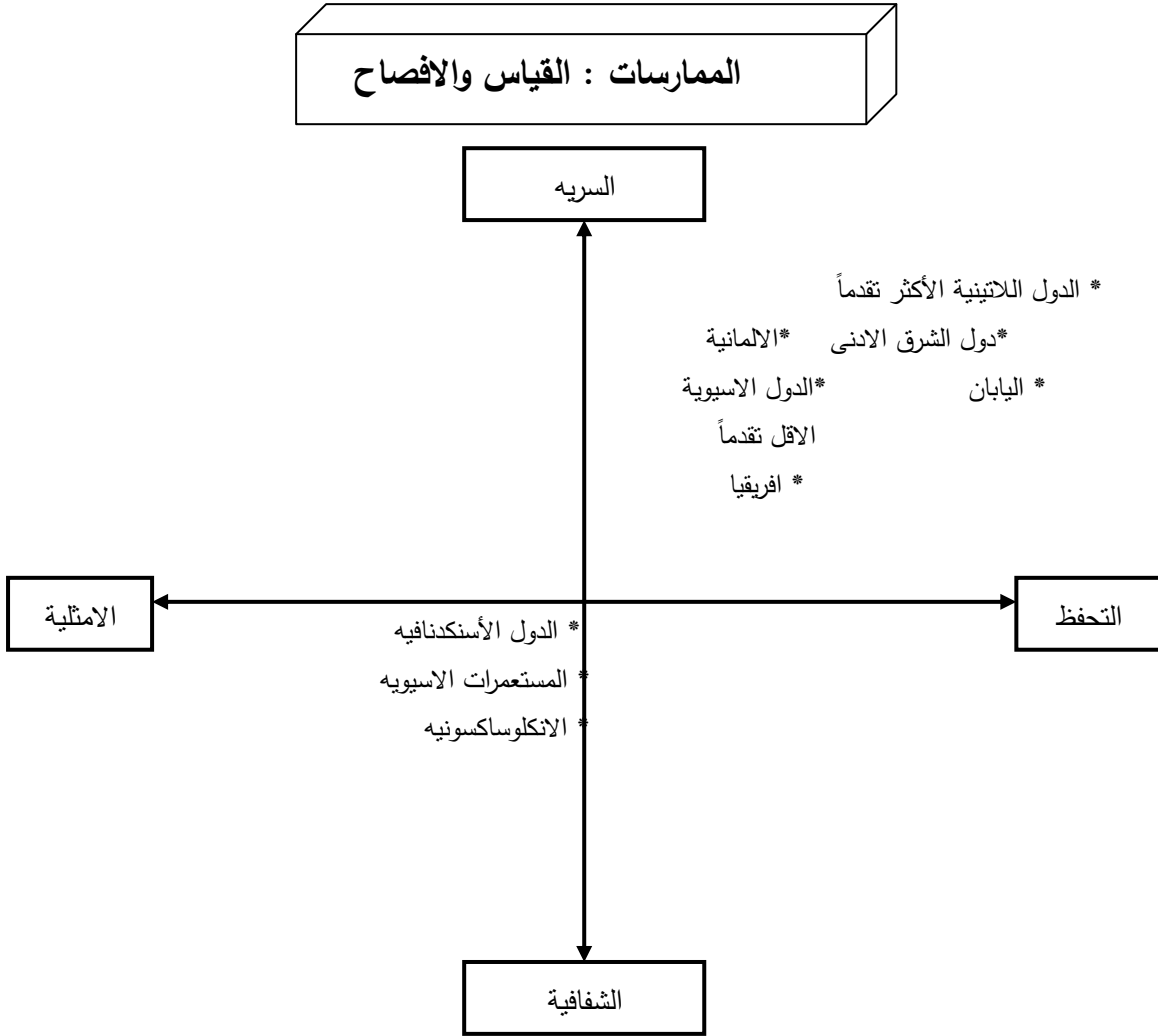 الممارسات : القياس والافصاح
السريه
* الدول اللاتينية الأكثر تقدماً
*دول الشرق الادنى *الالمانية
* اليابان *الدول الاسيوية
الاقل تقدماً
* افريقيا
التحفظ
الامثلية
* الدول الأسنكدنافيه
* المستعمرات الاسيويه
* الانكلوساكسونيه
الشفافية